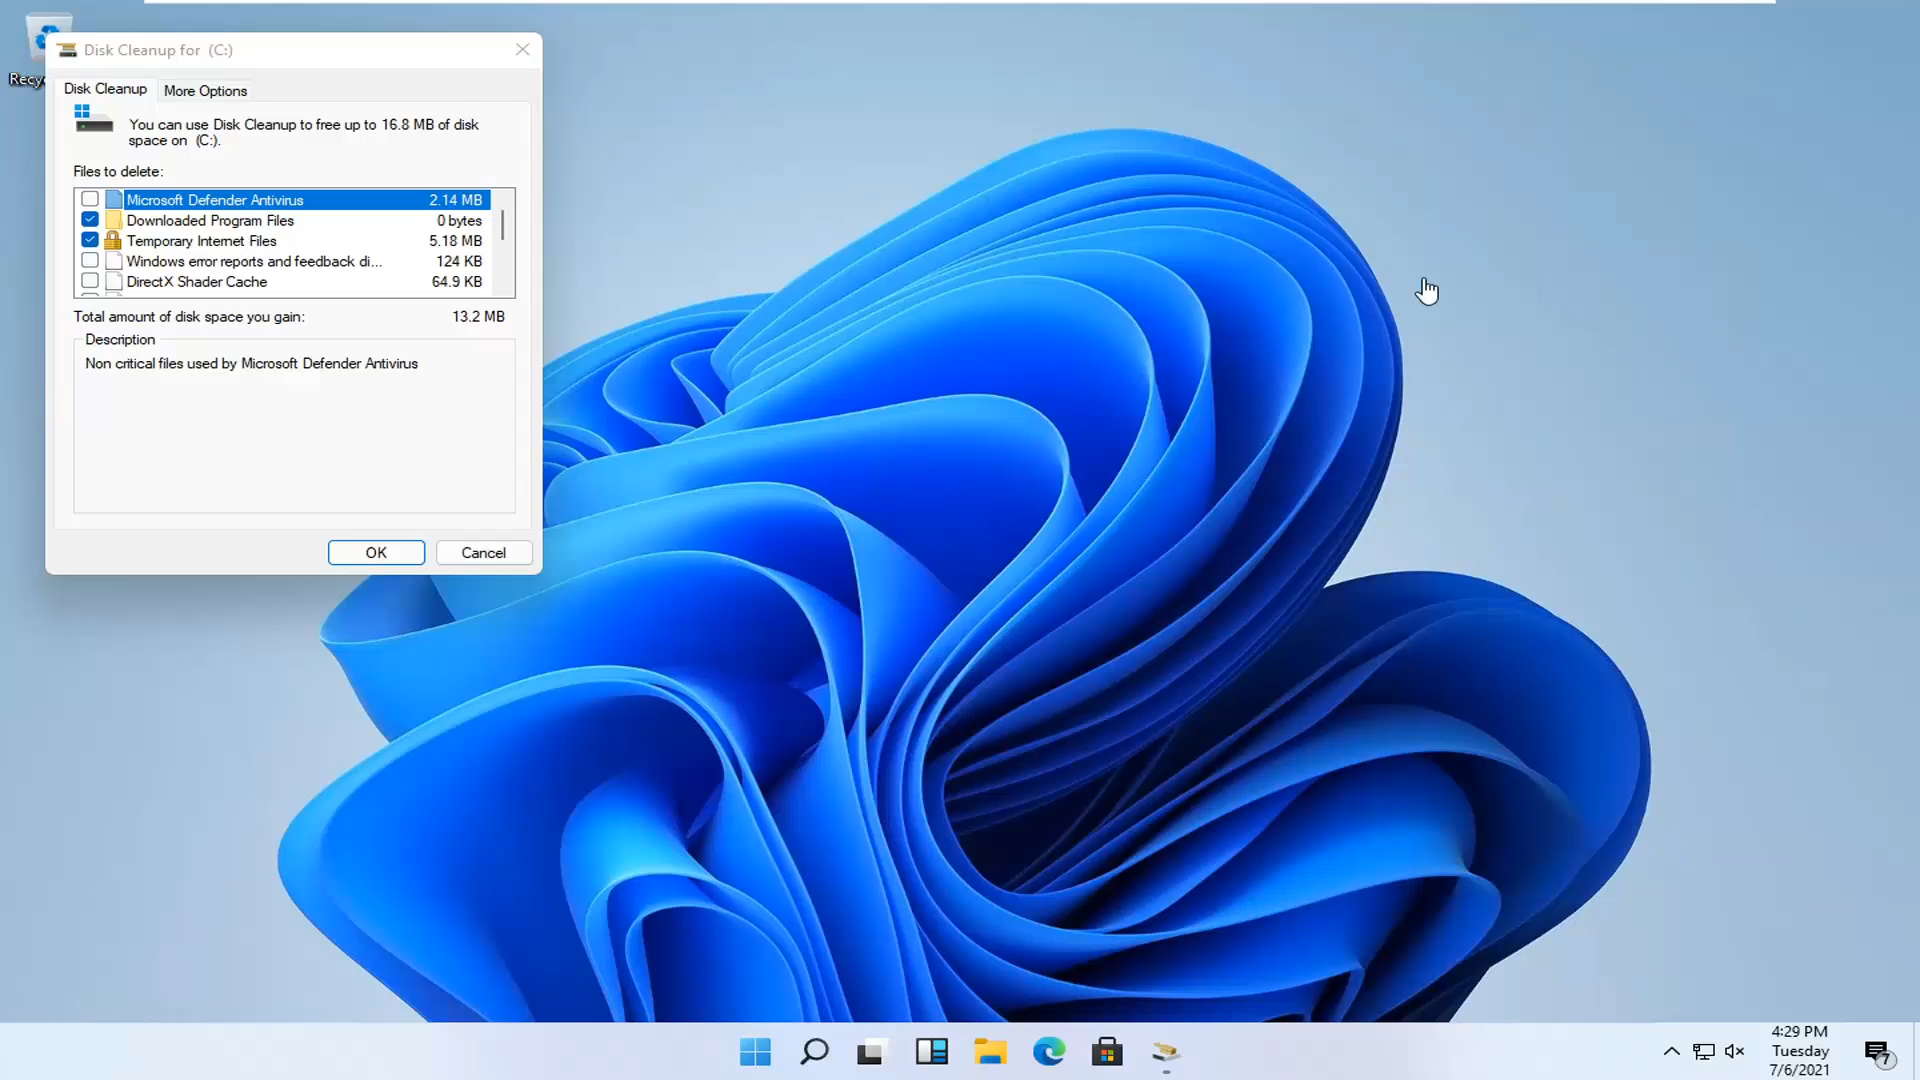 Recy
Disk Cleanup for (C:)
Disk Cleanup
More Options
You can use Disk Cleanup to free up to 16.8 MB of disk
space on (C:).
Files to delete:
Microsoft Defender Antivirus 2.14 MB
Downloaded Program Files 0 bytes
Temporary Internet Files 5.18 MB
Windows error reports and feedback di... 124 KB
DirectX Shader Cache 64.9 KB
Total amount of disk space you gain: 13.2 MB
Description
Non critical files used by Microsoft Defender Antivirus
OK
Cancel
4:29 PM
Tuesday
7/6/2021
7